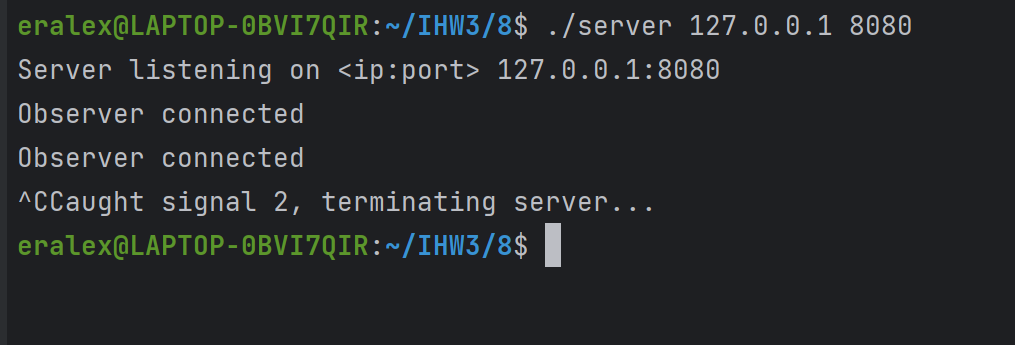 eralex@LAPTOP-0BVI7QIR:~/IHW3/8$ ./server 127.0.0.1 8080
Server listening on <ip:port> 127.0.0.1:8080
Observer connected
Observer connected
^CCaught signal 2, terminating server...
eralex@LAPTOP-0BVI7QIR:~/IHW3/8$